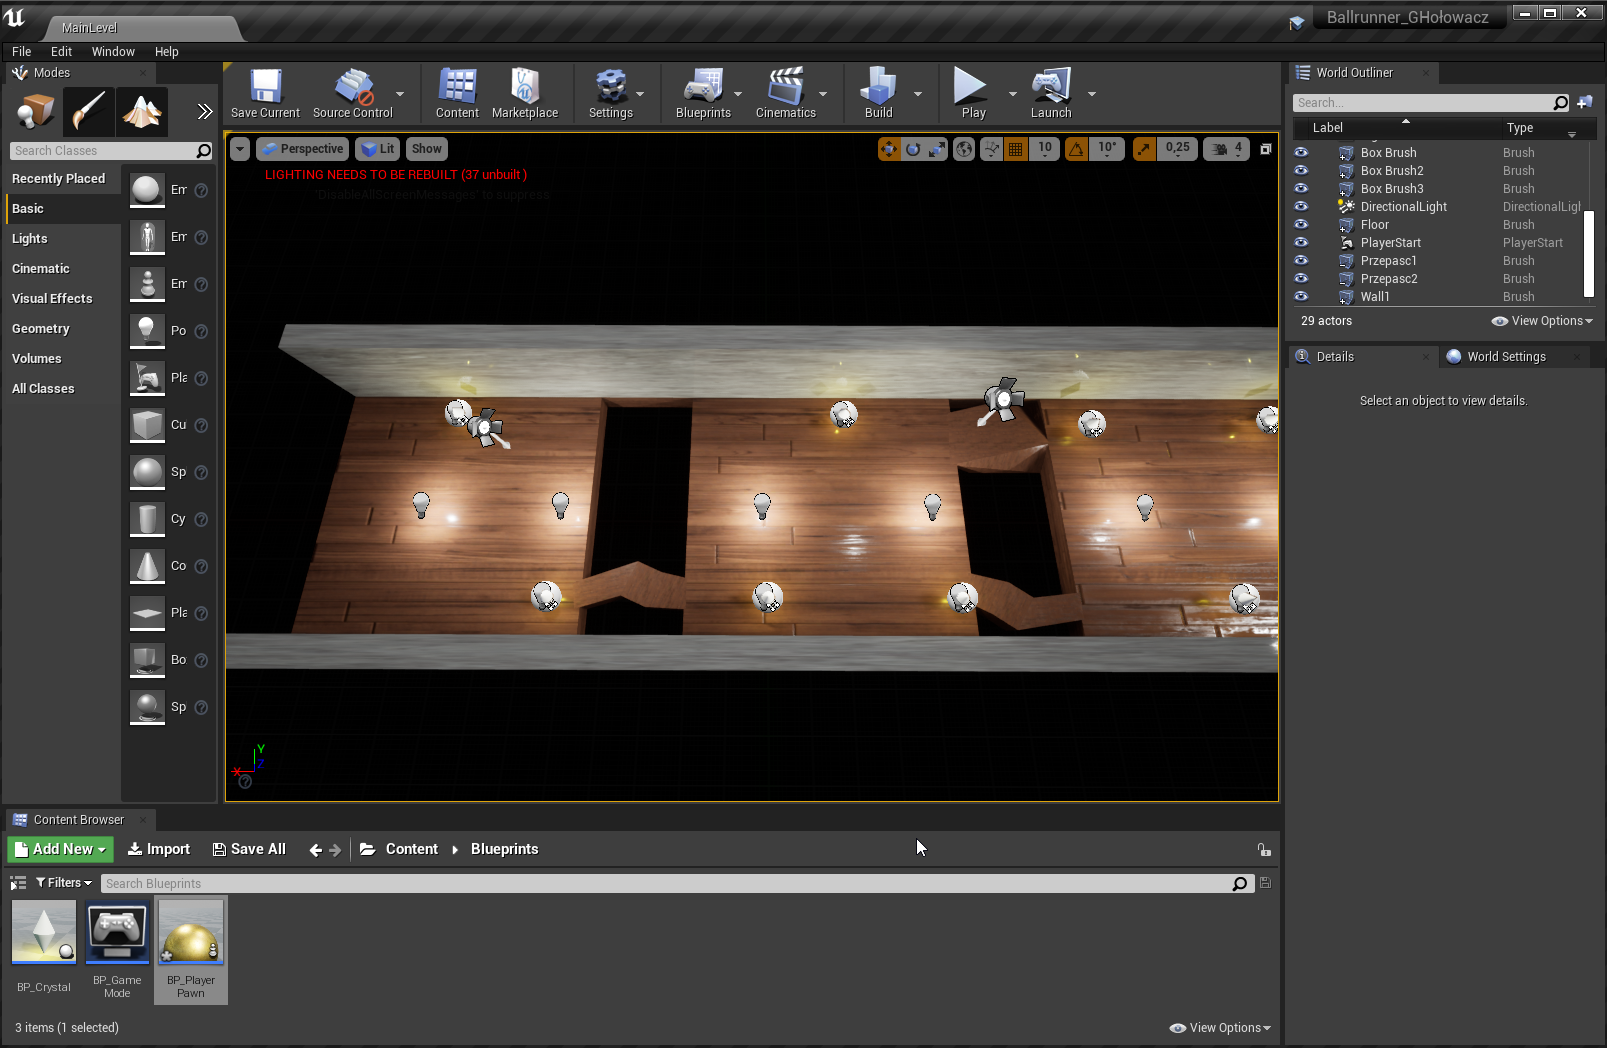 MainLevel
Ballrunner_GHołowacz
File Edit Window Help
Modes
Search Classes
Recently Placed
Basic
Lights
Cinematic
Visual Effects
Geometry
Volumes
All Classes
Em
Em
Em
Po
Pla
Cu
Sp
Cy
Co
Pla
Bo
Sp
Save Current
Source Control
Content
Marketplace
Settings
Blueprints
Cinematics
Build
Play
Launch
Perspective
Lit
Show
10
10°
0,25
4
LIGHTING NEEDS TO BE REBUILT (37 unbuilt )
'DisableAllScreenMessages' to suppress
X Y Z
World Outliner
Search...
Label Type
Box Brush Brush
Box Brush2 Brush
Box Brush3 Brush
DirectionalLight DirectionalLigl
Floor Brush
PlayerStart PlayerStart
Przepasc1 Brush
Przepasc2 Brush
Wall1 Brush
29 actors
View Options
Details
World Settings
Select an object to view details.
Content Browser
Add New
Import
Save All
Content
Blueprints
Filters
Search Blueprints
BP_Crystal
BP_Game
Mode
BP_Player
Pawn
3 items (1 selected)
View Options